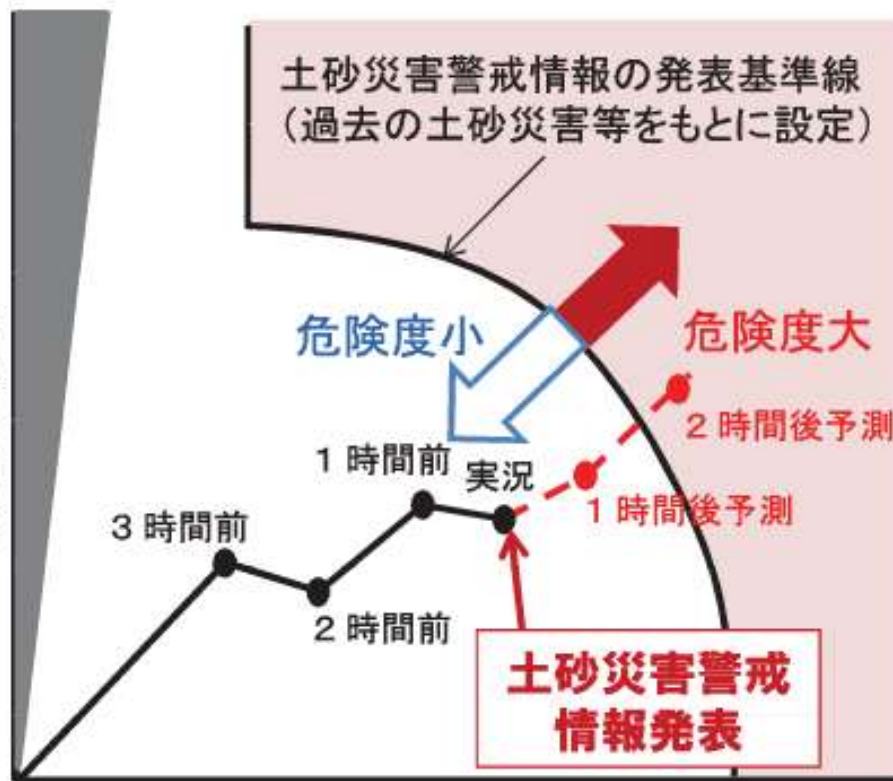 土砂災害警戒情報の発表基準線
（過去の土砂災害等をもとに設定）
危険度小
危険度大
２時間後予測
１時間前
実況
１時間後予測
３時間前
２時間前
土砂災害警戒
情報発表